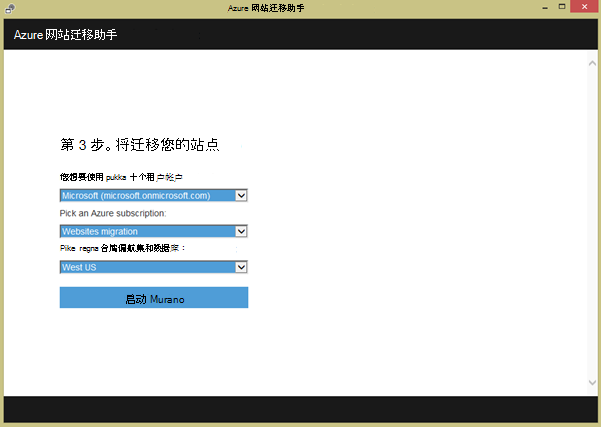 Azure 网站迁移助手
Azure 网站迁移助手
第 3 步。将迁移您的站点
您想要使用 pukka 十个租户帐户
Microsoft (microsoft.onmicrosoft.com)
Pick an Azure subscription:
Websites migration
Pike regna 台鸬偏航集和数据库：
West US
启动 Murano